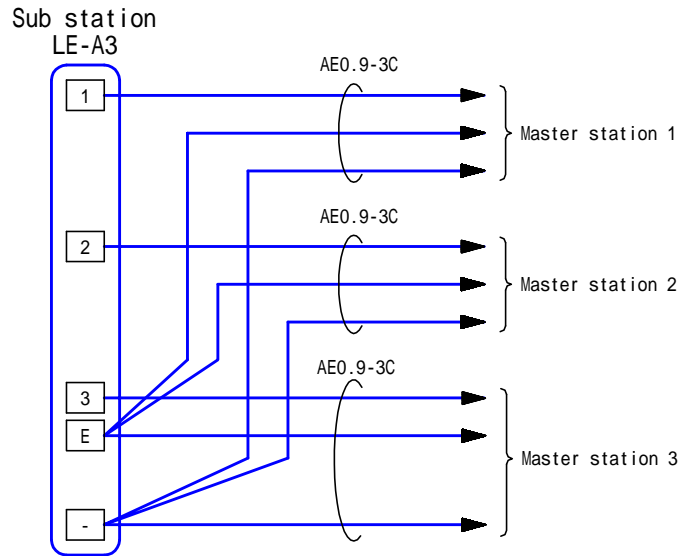 Sub station
LE-A3
AE0.9-3C
1
Master station 1
AE0.9-3C
2
Master station 2
AE0.9-3C
3
E
Master station 3
-